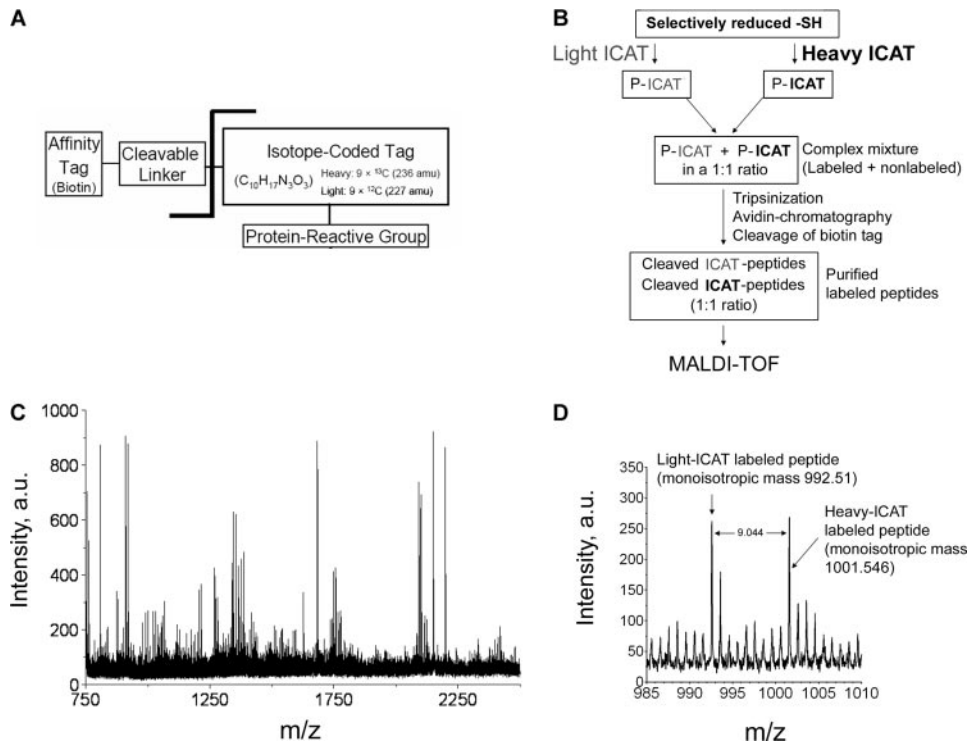 A
Affinity
Tag
(Biotin)
Cleavable
Linker
Isotope-Coded Tag
(C₁₀H₁₇N₃O₃)
Heavy: 9 × ¹³C (236 amu)
Light: 9 × ¹²C (227 amu)
Protein-Reactive Group
B
Selectively reduced -SH
Light ICAT
Heavy ICAT
P-ICAT
P-ICAT
P-ICAT + P-ICAT
in a 1:1 ratio
Complex mixture
(Labeled + nonlabeled)
Tripsinization
Avidin-chromatography
Cleavage of biotin tag
Cleaved ICAT-peptides
Cleaved ICAT-peptides
(1:1 ratio)
Purified
labeled peptides
MALDI-TOF
C
Intensity, a.u.
1000
800
600
400
200
0
750
1250
1750
2250
m/z
D
Light-ICAT labeled peptide
(monoisotropic mass 992.51)
Heavy-ICAT
labeled peptide
(monoisotropic mass
1001.546)
9.044
Intensity, a.u.
350
300
250
200
150
100
50
0
985
990
995
1000
1005
1010
m/z